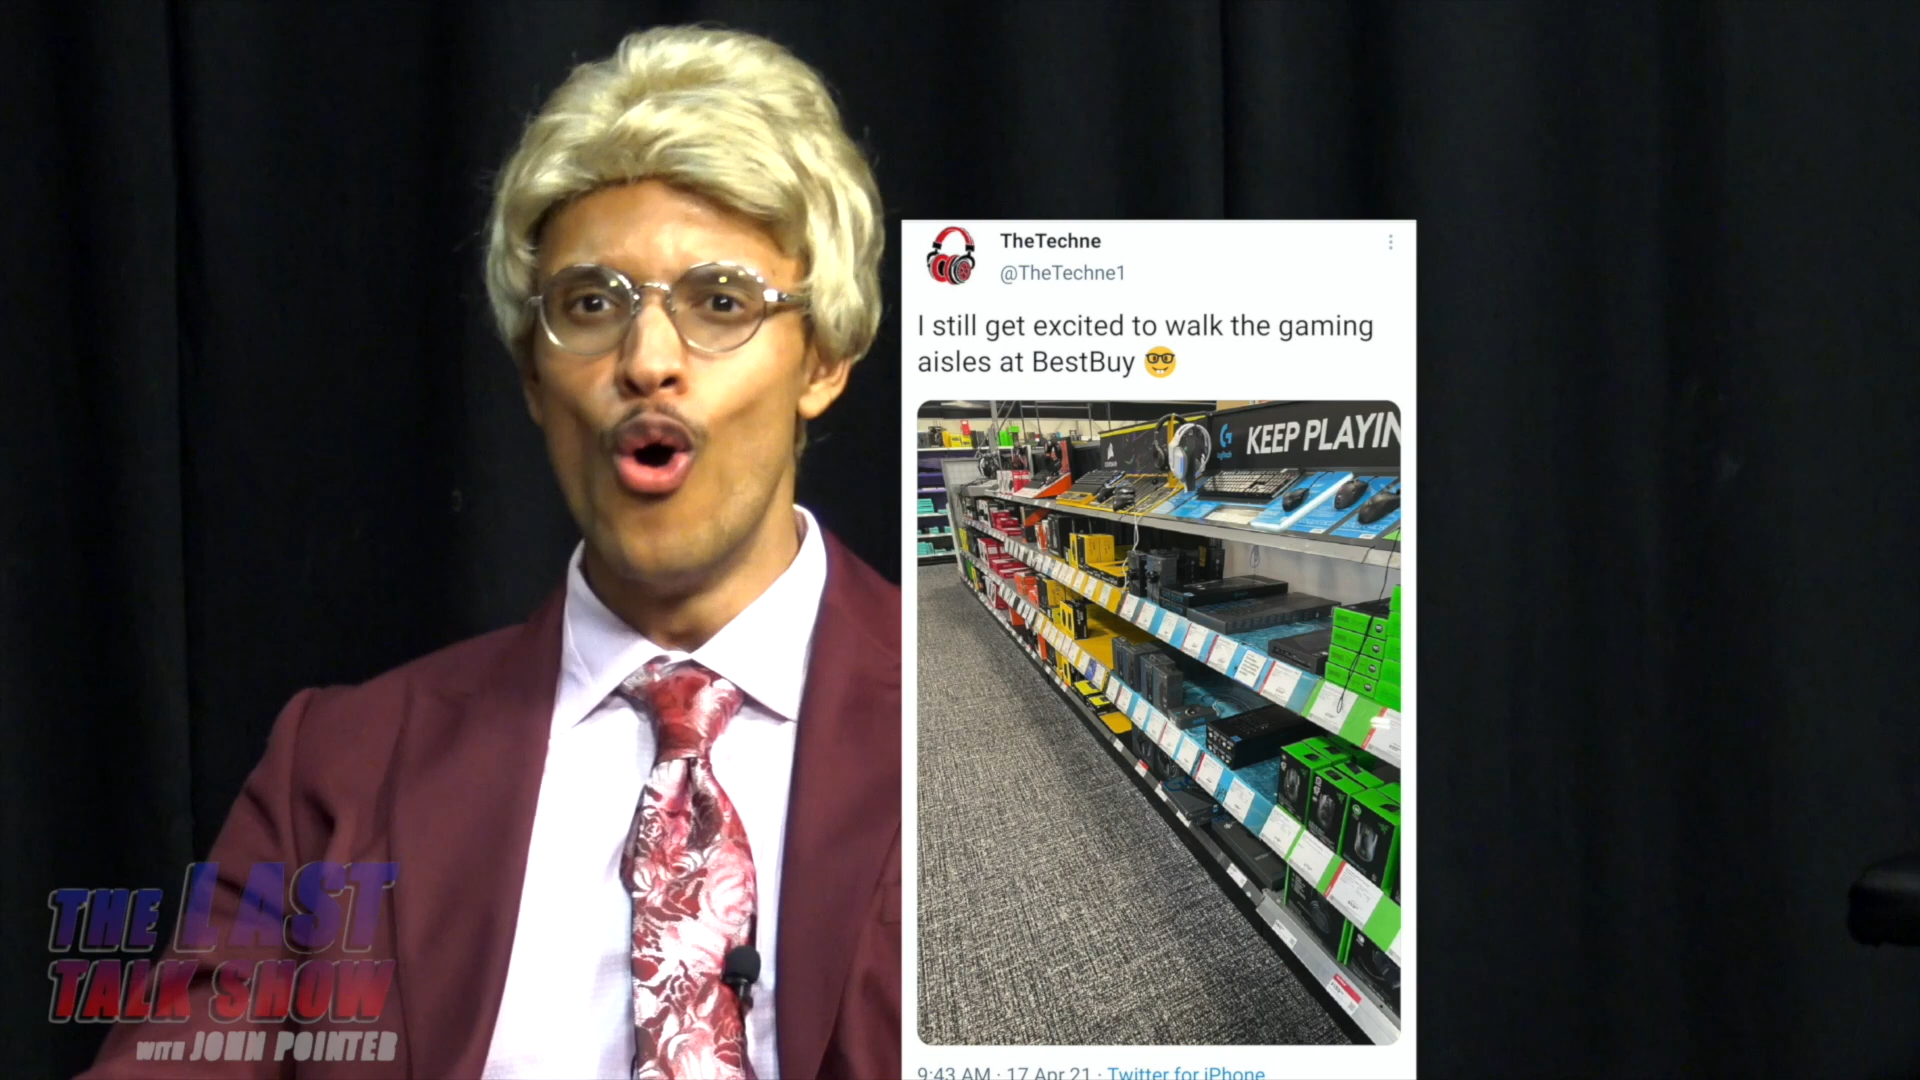 TheTechne
@TheTechne1
I still get excited to walk the gaming
aisles at BestBuy 🤓
KEEP PLAYIN
logitech
9:43 AM · 17 Apr 21 · Twitter for iPhone
THE LAST
TALK SHOW
WITH JOHN POINTER